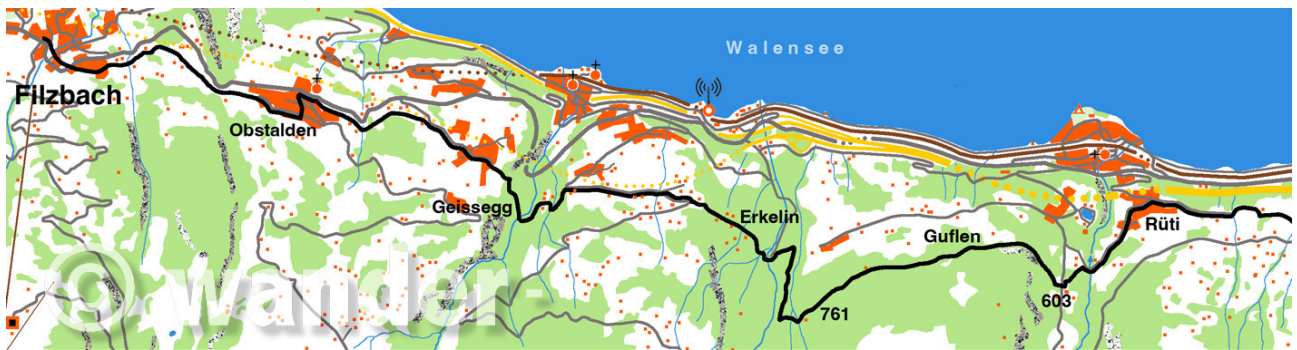 Walensee
Filzbach
Obstalden
Geissegg
Erkelin
Guflen
Rüti
603
761
© wander-